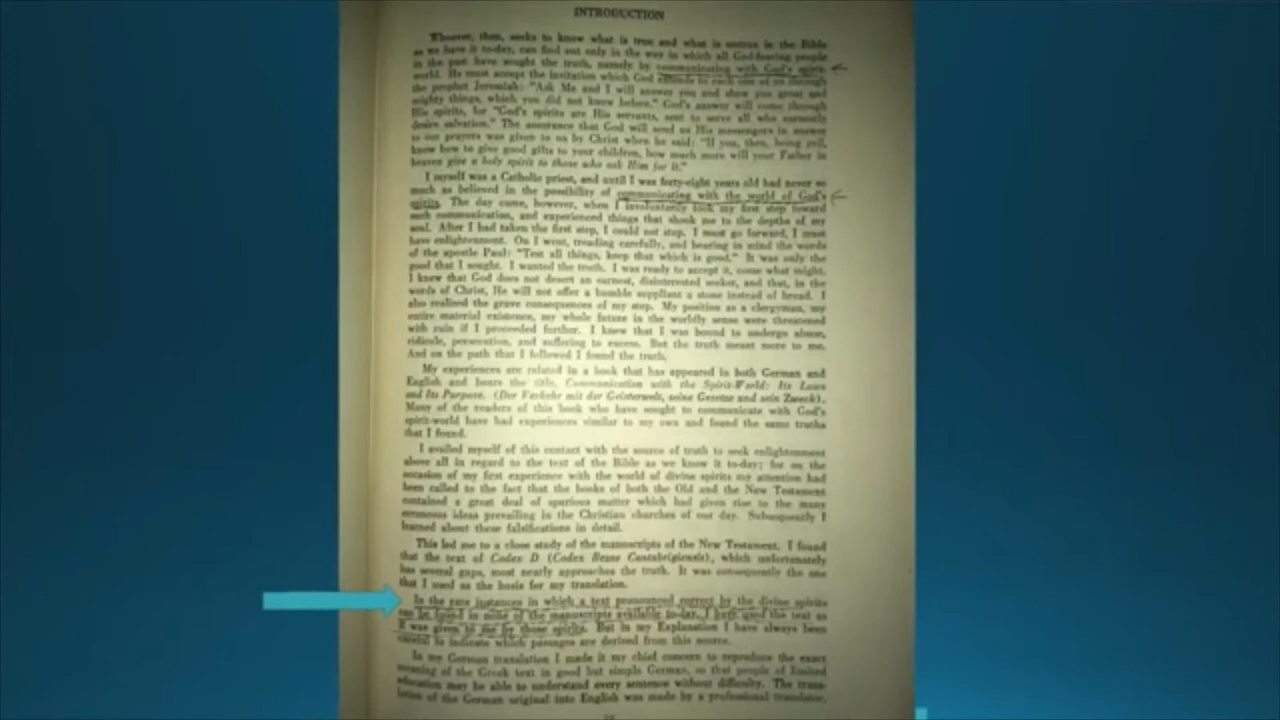 INTRODUCTION
Whoever, then, seeks to know what is true and what is untrue in the Bible
as we have it to-day, can find out only in the way in which all God-fearing people
in the past have sought the truth, namely by communicating with God's spirit-
world. He must accept the invitation which God extends to each one of us through
the prophet Jeremiah: "Ask Me and I will answer you and show you great and
mighty things, which you did not know before." God's answer will come through
His spirits, for "God's spirits are His servants, sent to serve all who earnestly
desire salvation." The assurance that God will send us His messengers in answer
to our prayers was given to us by Christ when he said: "If you, then, being evil,
know how to give good gifts to your children, how much more will your Father in
heaven give a holy spirit to those who ask Him for it."
I myself was a Catholic priest, and until I was forty-eight years old had never so
much as believed in the possibility of communicating with the world of God's
spirits. The day came, however, when I involuntarily took my first step toward
such communication, and experienced things that shook me to the depths of my
soul. After I had taken the first step, I could not stop. I must go forward, I must
have enlightenment. On I went, treading carefully, and bearing in mind the words
of the apostle Paul: "Test all things, keep that which is good." It was only the
good that I sought. I wanted the truth. I was ready to accept it, come what might.
I knew that God does not desert an earnest, disinterested seeker, and that, in the
words of Christ, He will not offer a humble suppliant a stone instead of bread. I
also realised the grave consequences of my step. My position as a clergyman, my
entire material existence, my whole future in the worldly sense were threatened
with ruin if I proceeded further. I knew that I was bound to undergo abuse,
ridicule, persecution, and suffering to excess. But the truth meant more to me.
And on the path that I followed I found the truth.
My experiences are related in a book that has appeared in both German and
English and bears the title, Communication with the Spirit-World: Its Laws
and Its Purpose. (Der Verkehr mit der Geisterwelt, seine Gesetze und sein Zweck).
Many of the readers of this book who have sought to communicate with God's
spirit-world have had experiences similar to my own and found the same truths
that I found.
I availed myself of this contact with the source of truth to seek enlightenment
above all in regard to the text of the Bible as we know it to-day; for on the
occasion of my first experience with the world of divine spirits my attention had
been called to the fact that the books of both the Old and the New Testament
contained a great deal of spurious matter which had given rise to the many
erroneous ideas prevailing in the Christian churches of our day. Subsequently I
learned about these falsifications in detail.
This led me to a close study of the manuscripts of the New Testament. I found
that the text of Codex D (Codex Bezae Cantabrigiensis), which unfortunately
has several gaps, most nearly approaches the truth. It was consequently the one
that I used as the basis for my translation.
In the rare instances in which a text pronounced correct by the divine spirits
can be found in none of the manuscripts available to-day, I have used the text as
it was given to me by those spirits. But in my Explanation I have always been
careful to indicate which passages are derived from this source.
In my German translation I made it my chief concern to reproduce the exact
meaning of the Greek text in good but simple German, so that people of limited
education may be able to understand every sentence without difficulty. The trans-
lation of the German original into English was made by a professional translator,